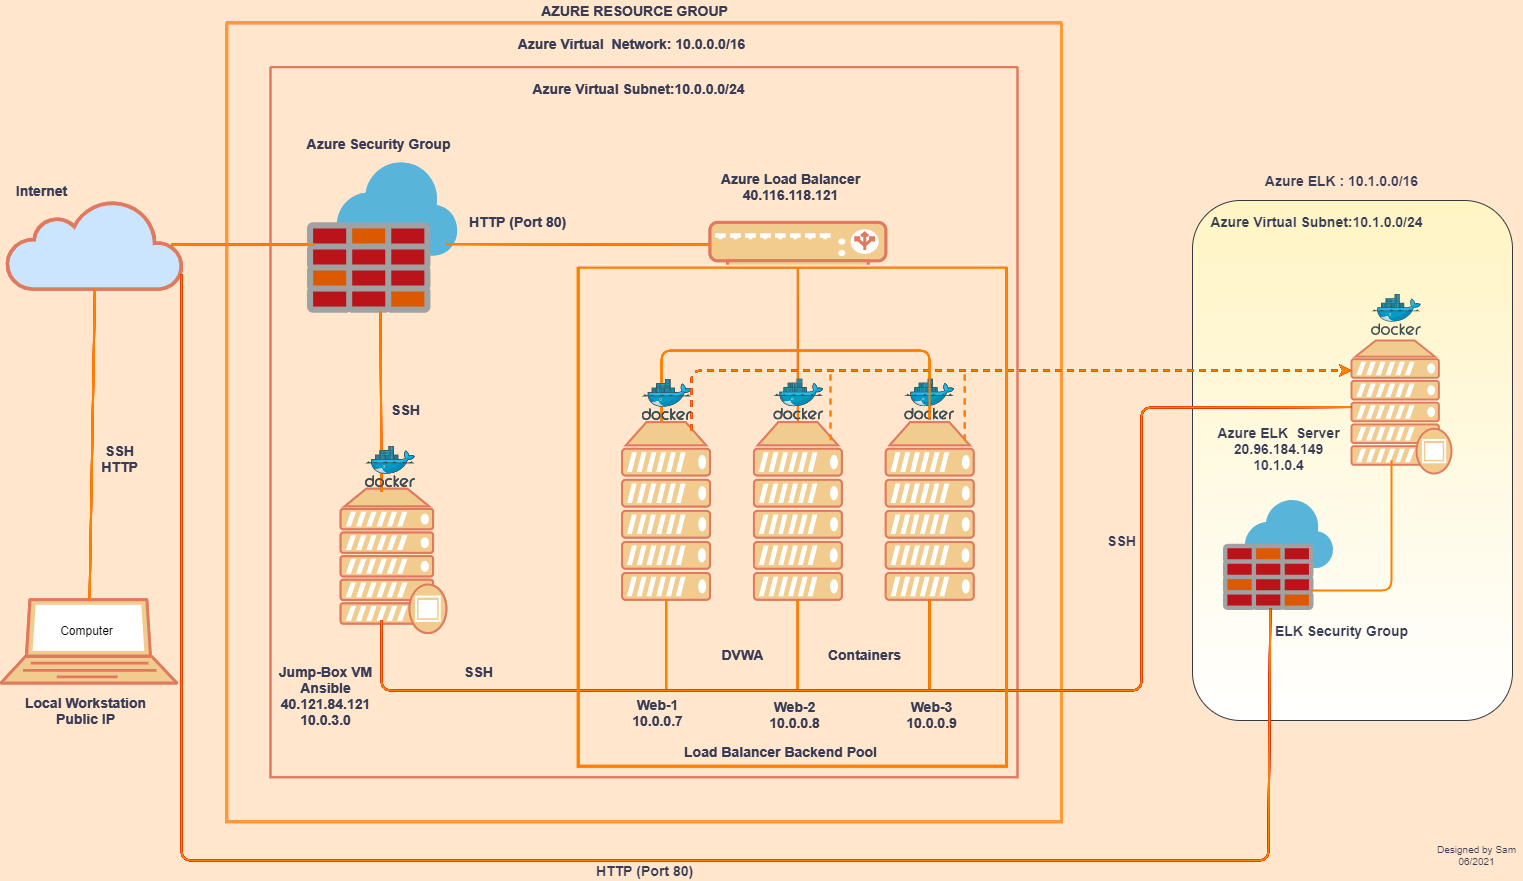 AZURE RESOURCE GROUP
Azure Virtual  Network: 10.0.0.0/16
Azure Virtual Subnet:10.0.0.0/24
Azure Security Group
Internet
HTTP (Port 80)
Azure Load Balancer
40.116.118.121
Azure ELK : 10.1.0.0/16
Azure Virtual Subnet:10.1.0.0/24
docker
SSH
docker
docker
docker
docker
SSH
HTTP
Azure ELK  Server
20.96.184.149
10.1.0.4
SSH
Computer
ELK Security Group
Local Workstation
Public IP
Jump-Box VM
Ansible
40.121.84.121
10.0.3.0
SSH
DVWA
Containers
Web-1
10.0.0.7
Web-2
10.0.0.8
Web-3
10.0.0.9
Load Balancer Backend Pool
HTTP (Port 80)
Designed by Sam
06/2021